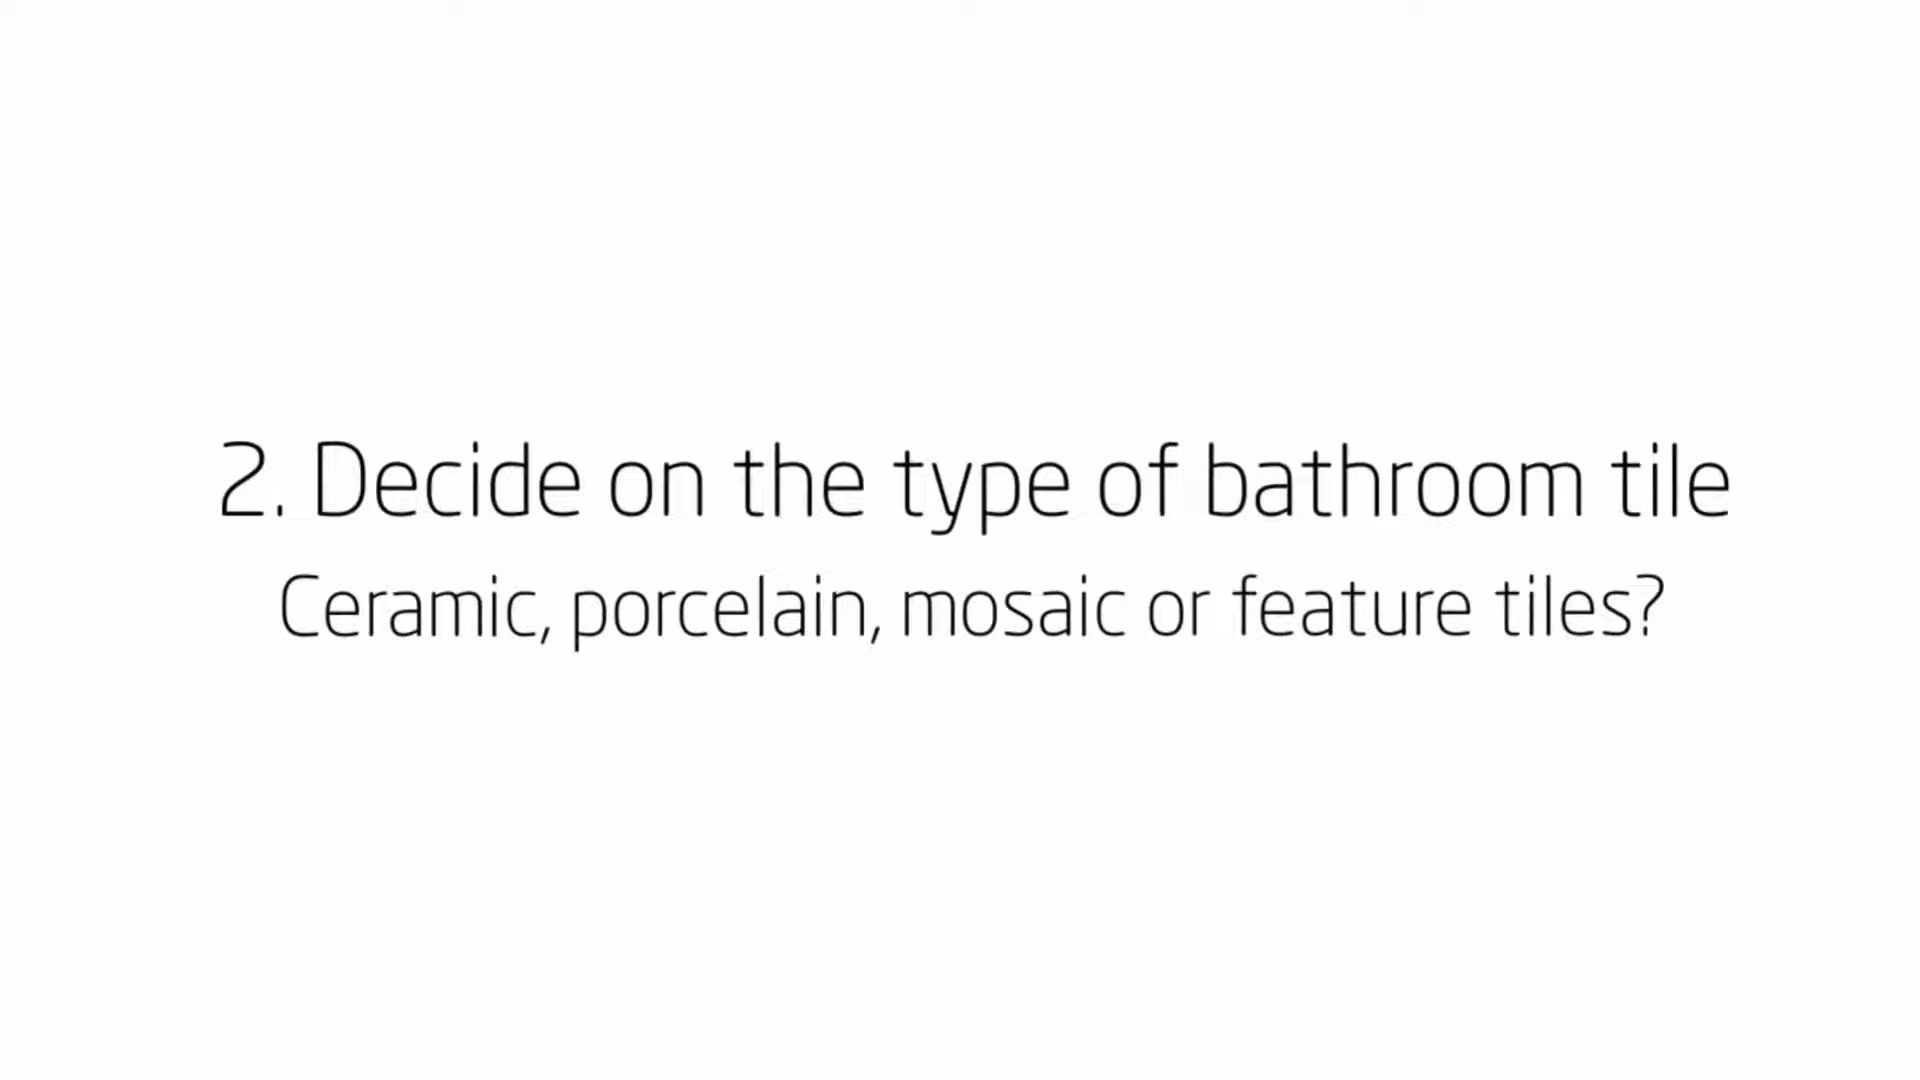 2. Decide on the type of bathroom tile
Ceramic, porcelain, mosaic or feature tiles?